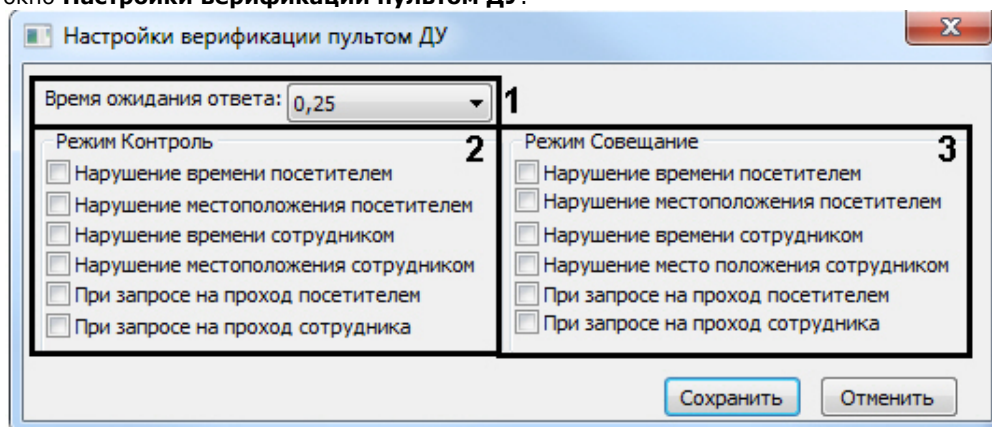 окно Настройки верификации пультом ДУ.
Настройки верификации пультом ДУ
Время ожидания ответа: 0,25 1
Режим Контроль 2
Нарушение времени посетителем
Нарушение местоположения посетителем
Нарушение времени сотрудником
Нарушение местоположения сотрудником
При запросе на проход посетителем
При запросе на проход сотрудника
Режим Совещание 3
Нарушение времени посетителем
Нарушение местоположения посетителем
Нарушение времени сотрудником
Нарушение место положения сотрудником
При запросе на проход посетителем
При запросе на проход сотрудника
Сохранить Отменить